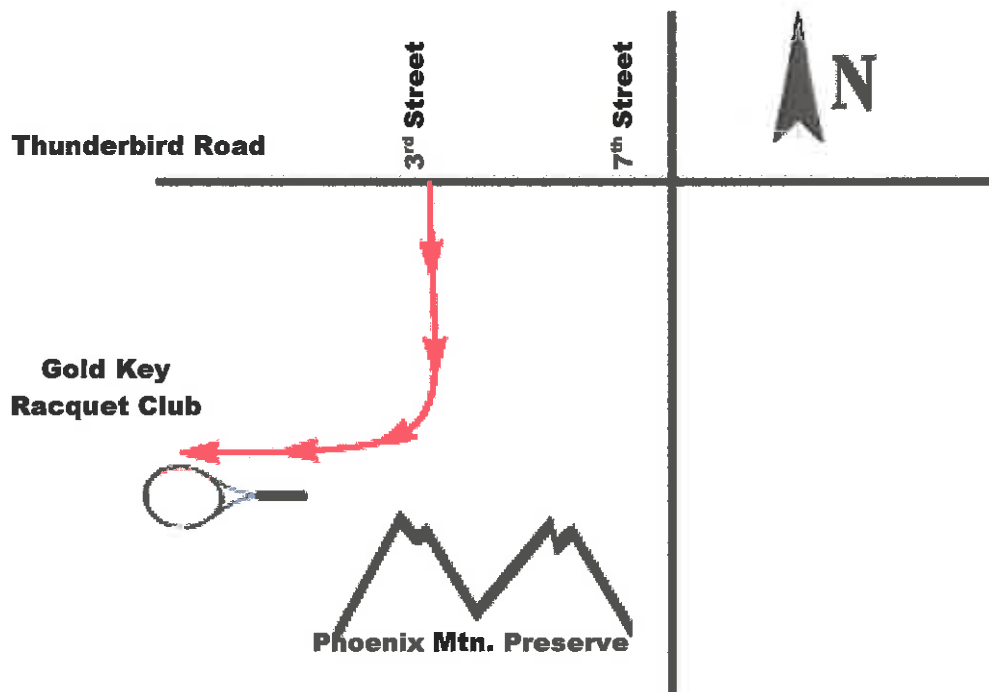 3rd Street
7th Street
N
Thunderbird Road
Gold Key
Racquet Club
Phoenix Mtn. Preserve